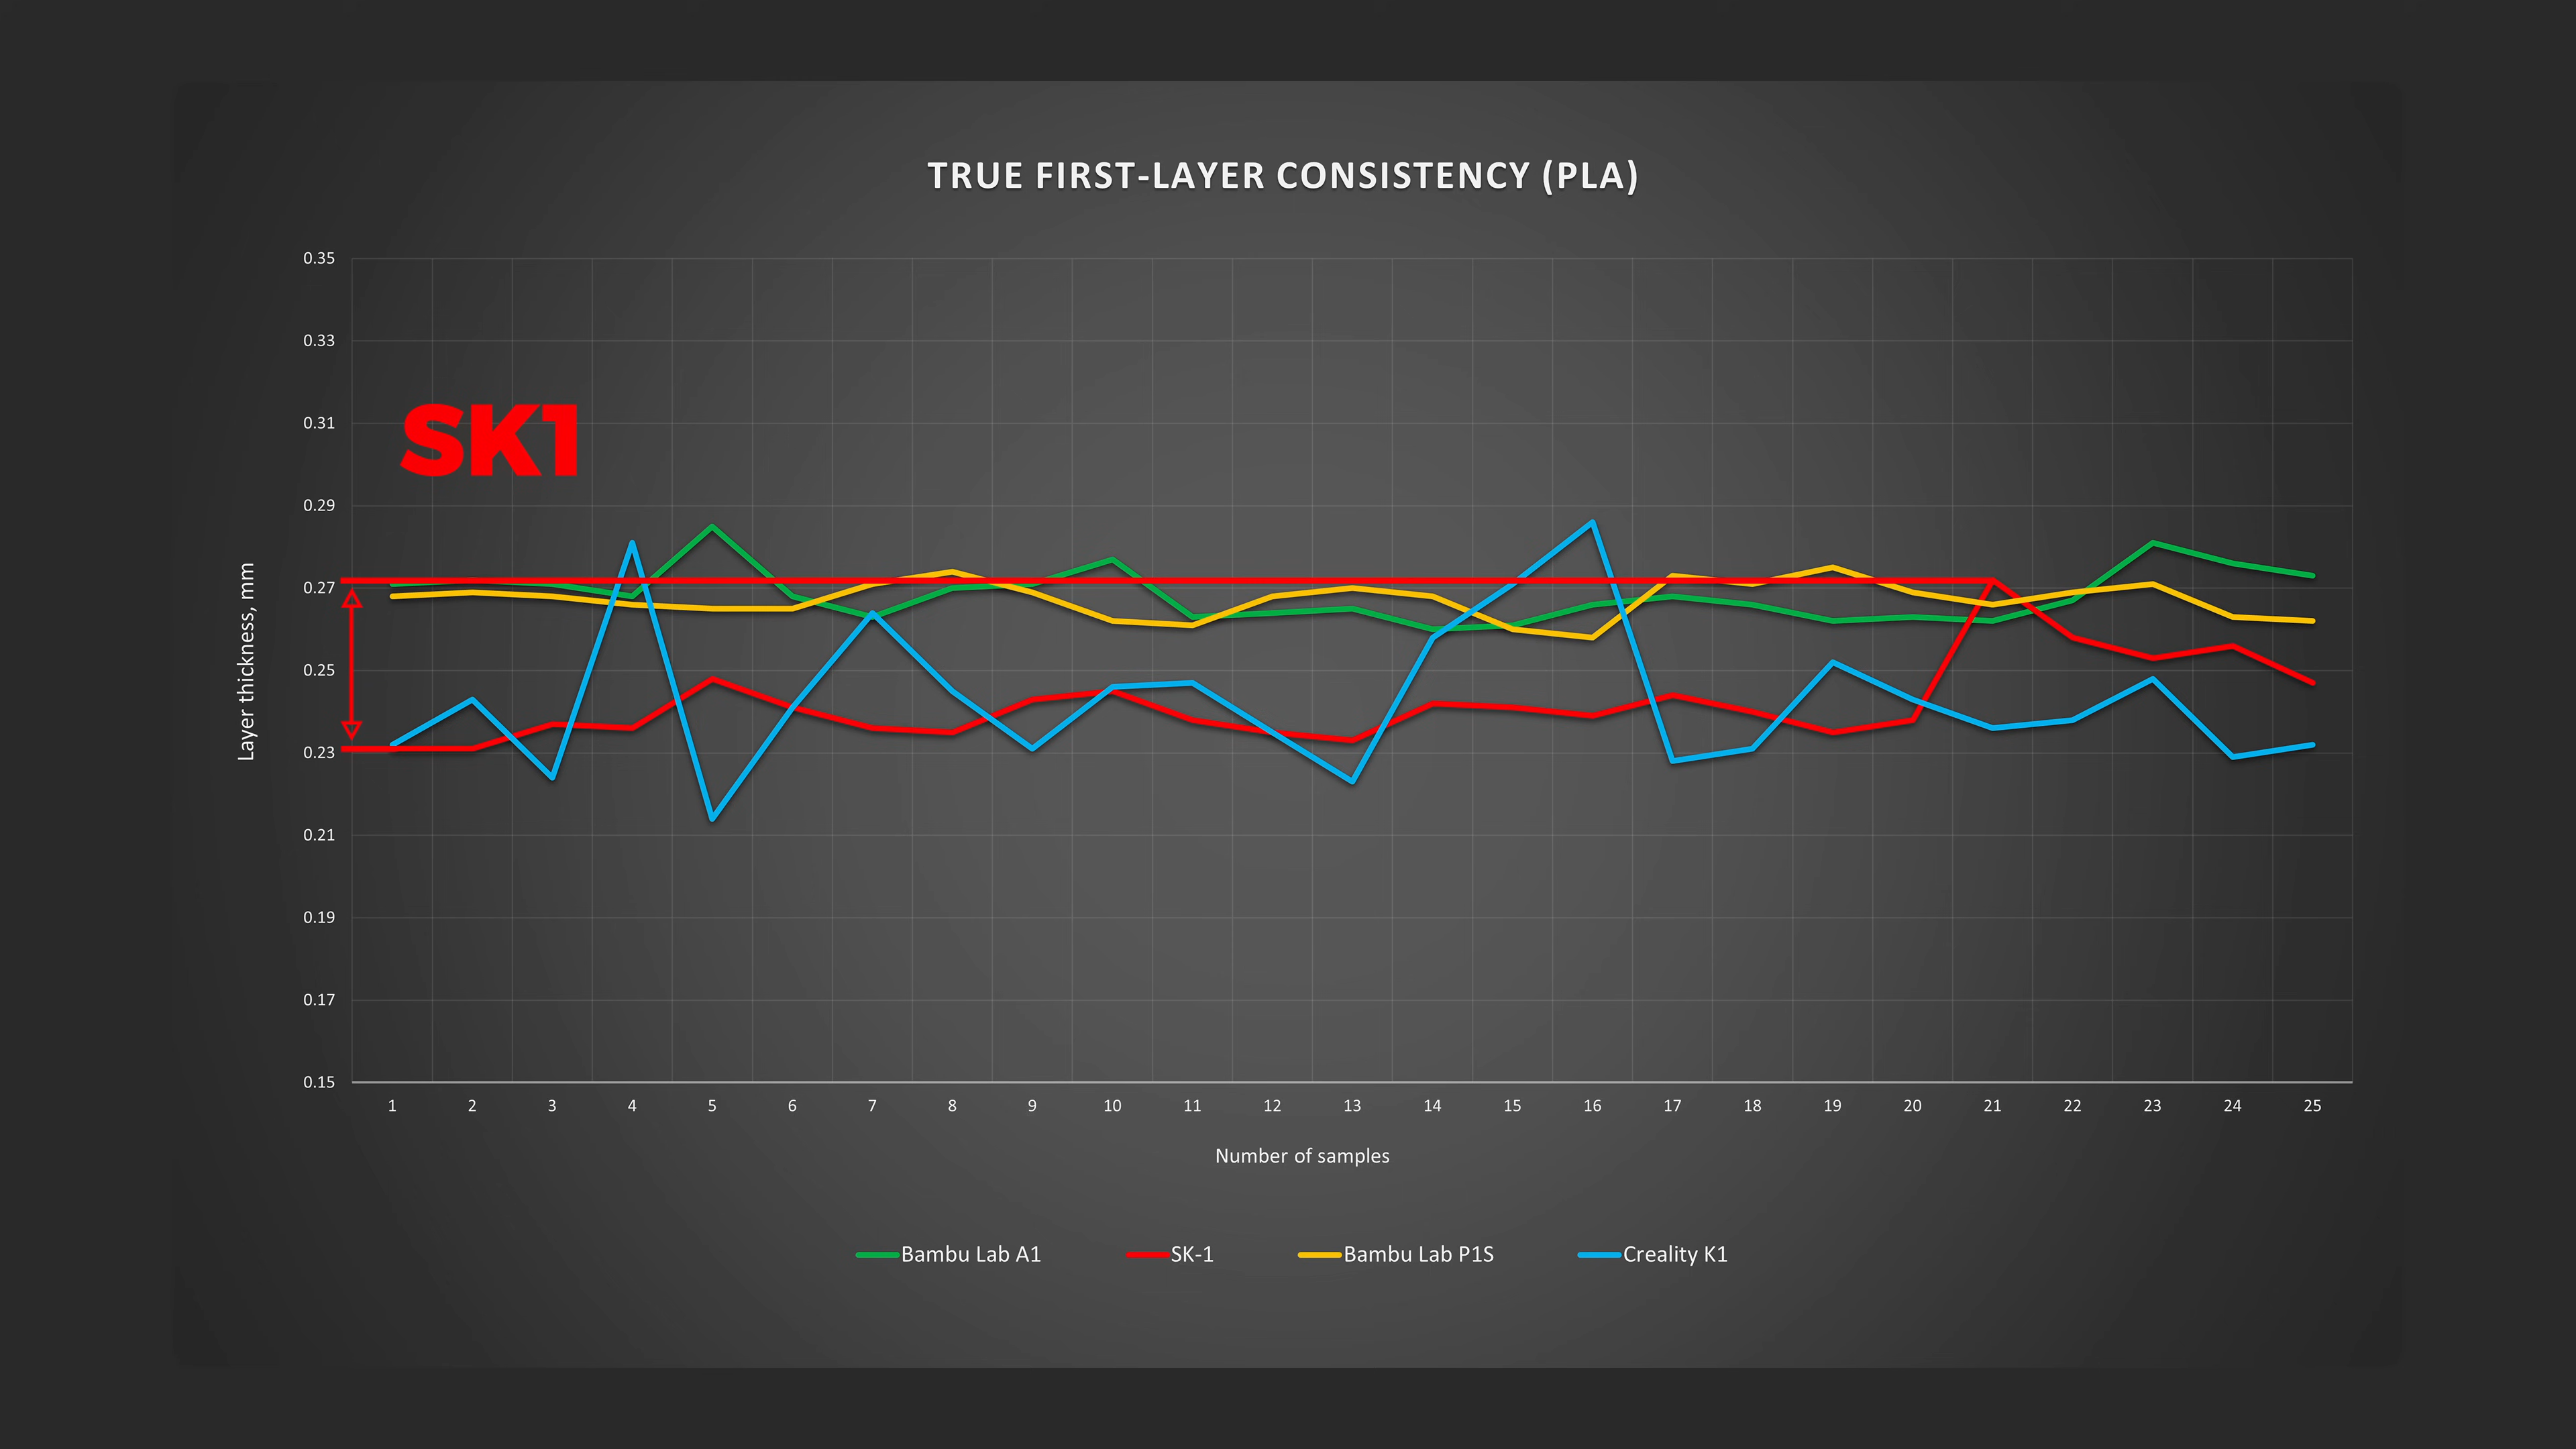 TRUE FIRST-LAYER CONSISTENCY (PLA)
0.35
0.33
0.31
SK1
0.29
0.27
0.25
Layer thickness, mm
0.23
0.21
0.19
0.17
0.15
1 2 3 4 5 6 7 8 9 10 11 12 13 14 15 16 17 18 19 20 21 22 23 24 25
Number of samples
Bambu Lab A1 SK-1 Bambu Lab P1S Creality K1